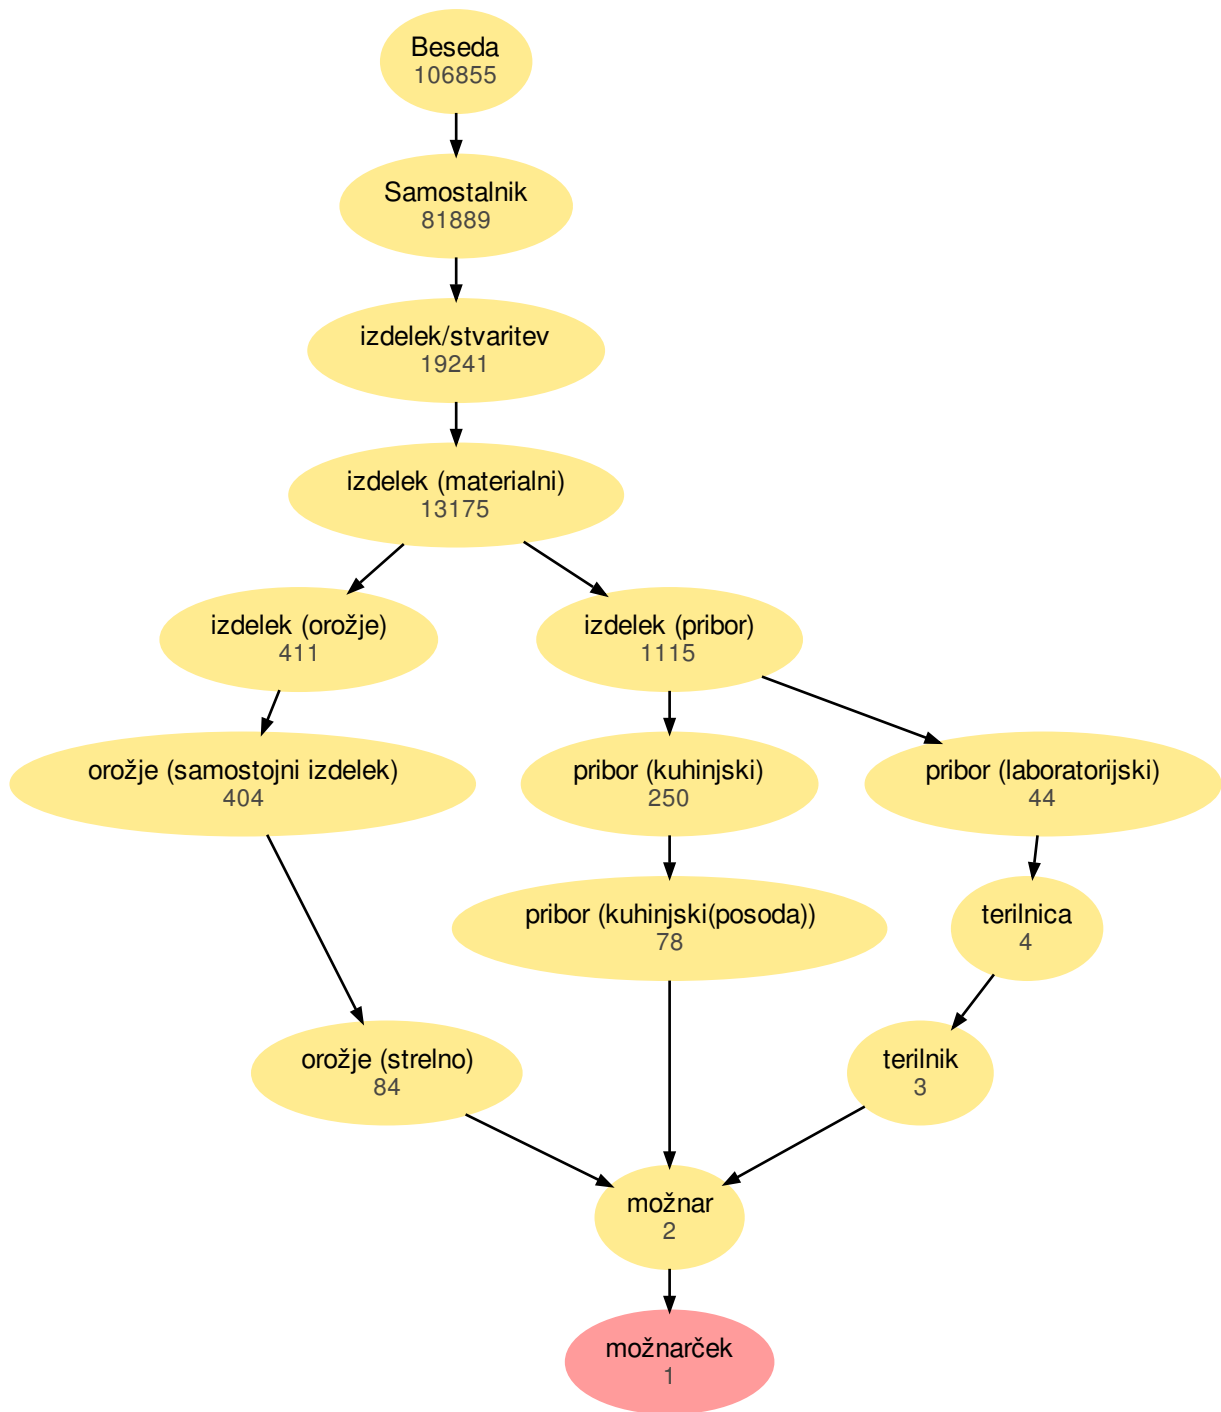 Beseda
106855
Samostalnik
81889
izdelek/stvaritev
19241
izdelek (materialni)
13175
izdelek (orožje)
411
izdelek (pribor)
1115
orožje (samostojni izdelek)
404
pribor (kuhinjski)
250
pribor (laboratorijski)
44
pribor (kuhinjski(posoda))
78
terilnica
4
orožje (strelno)
84
terilnik
3
možnar
2
možnarček
1